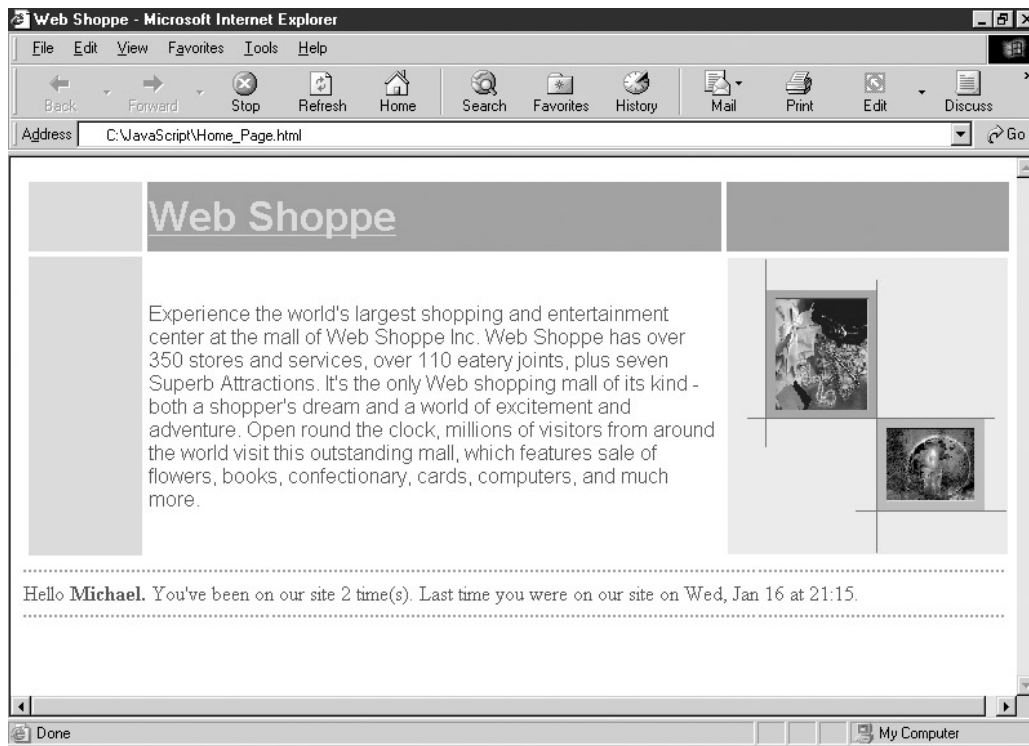 Web Shoppe - Microsoft Internet Explorer
File Edit View Favorites Tools Help
Back Forward Stop Refresh Home Search Favorites History Mail Print Edit Discuss
Address C:\JavaScript\Home_Page.html Go
Web Shoppe
Experience the world's largest shopping and entertainment
center at the mall of Web Shoppe Inc. Web Shoppe has over
350 stores and services, over 110 eatery joints, plus seven
Superb Attractions. It's the only Web shopping mall of its kind -
both a shopper's dream and a world of excitement and
adventure. Open round the clock, millions of visitors from around
the world visit this outstanding mall, which features sale of
flowers, books, confectionary, cards, computers, and much
more.
Hello Michael. You've been on our site 2 time(s). Last time you were on our site on Wed, Jan 16 at 21:15.
Done My Computer